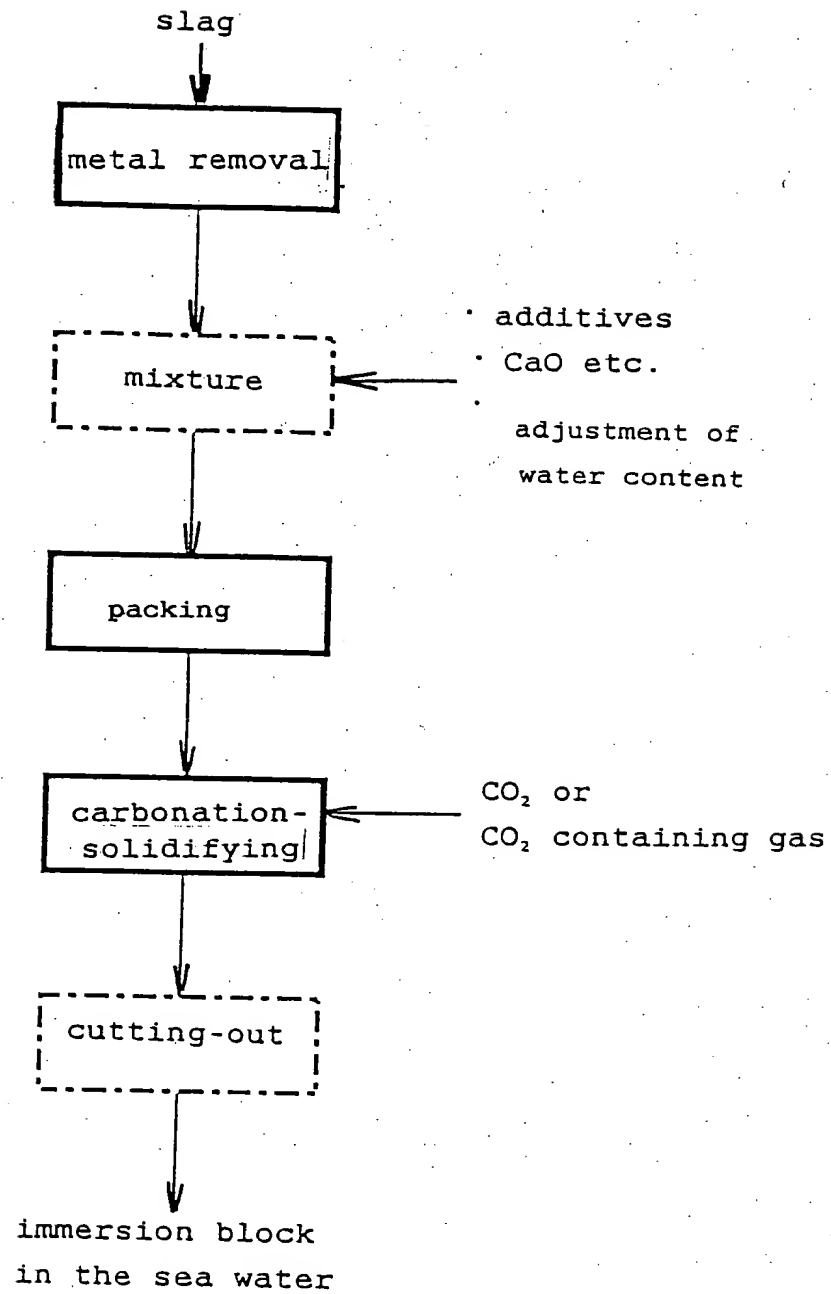 slag
metal removal
· additives
· CaO etc.
mixture
·
adjustment of
water content
packing
CO₂ or
carbonation-
CO₂ containing gas
solidifying
cutting-out
immersion block
in the sea water